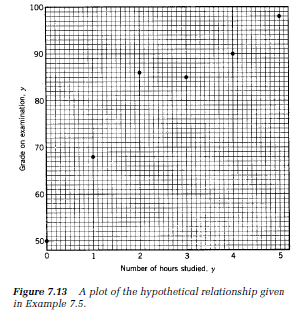 100
90
80
70
60
50
Grade on examination, y
0 1 2 3 4 5
Number of hours studied, y
Figure 7.13 A plot of the hypothetical relationship given
in Example 7.5.